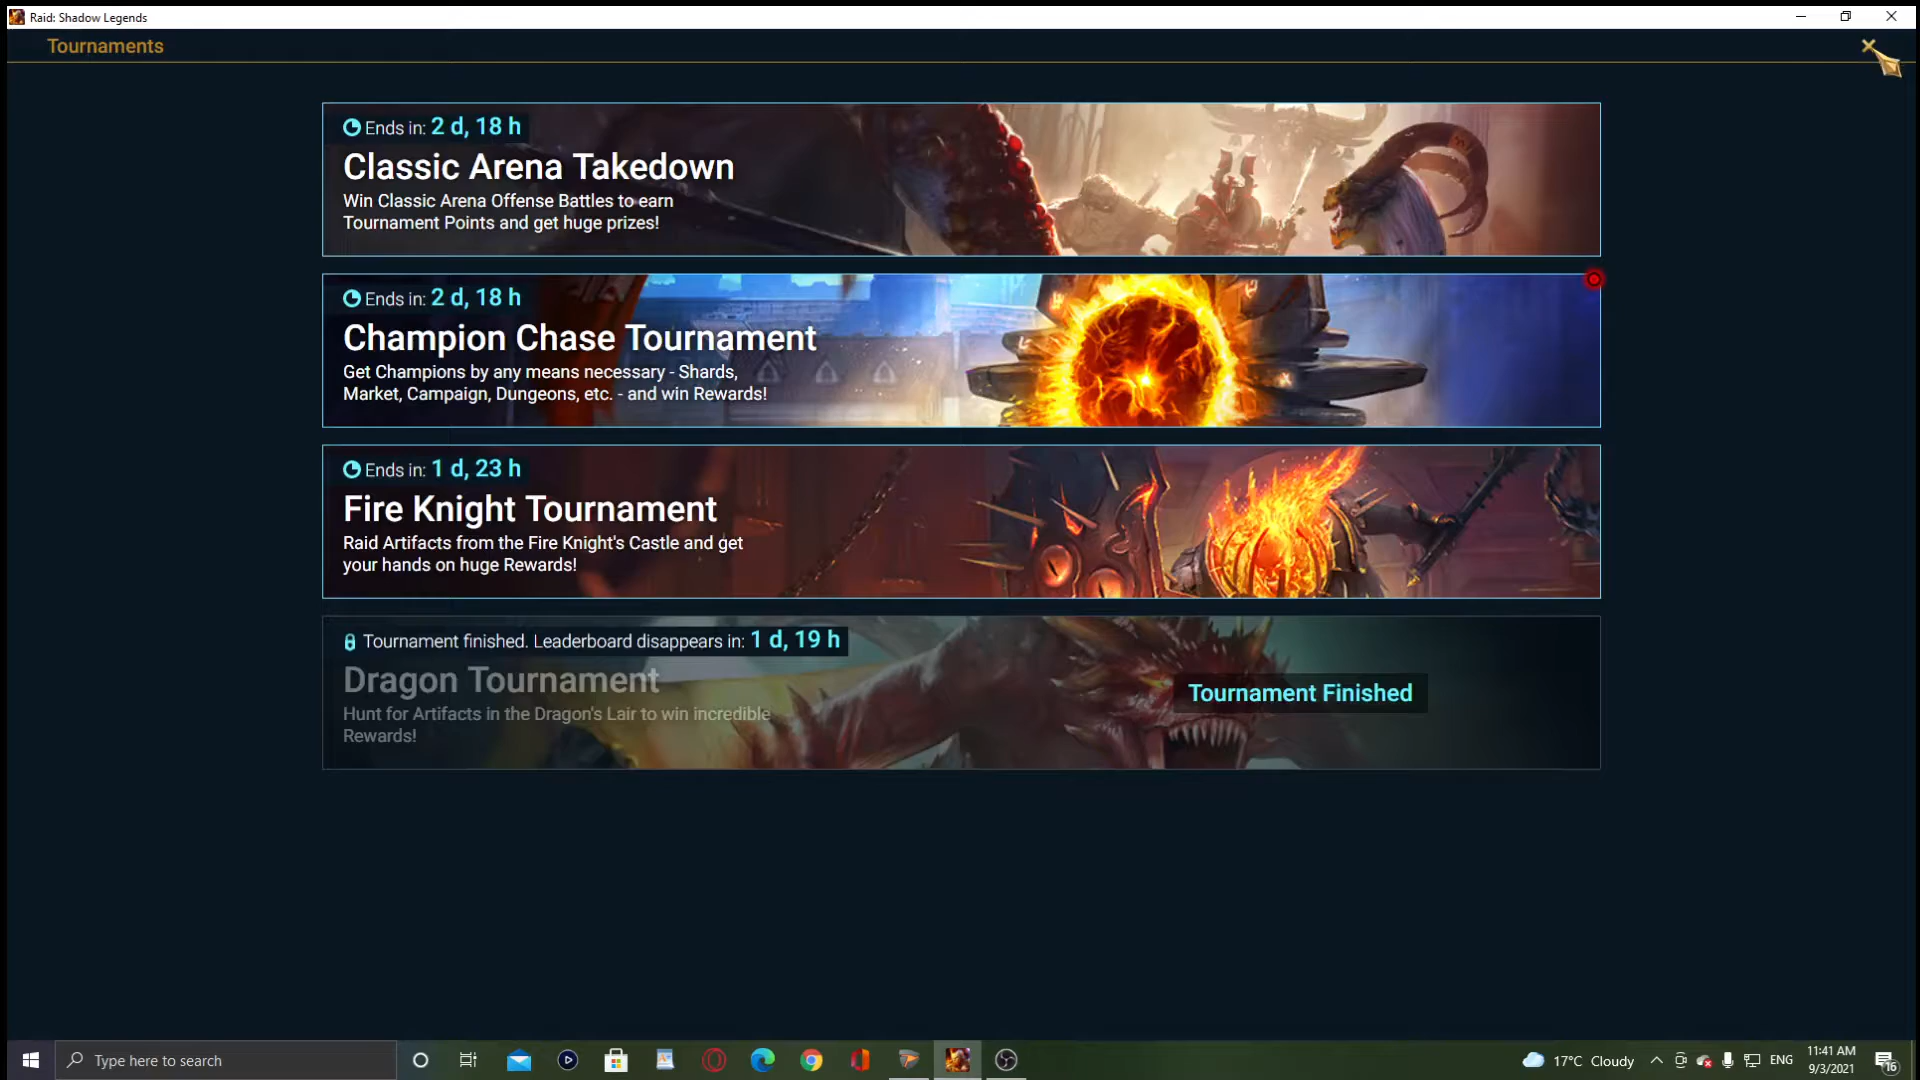 Raid: Shadow Legends
Tournaments
Ends in: 2 d, 18 h
Classic Arena Takedown
Win Classic Arena Offense Battles to earn
Tournament Points and get huge prizes!
Ends in: 2 d, 18 h
Champion Chase Tournament
Get Champions by any means necessary - Shards,
Market, Campaign, Dungeons, etc. - and win Rewards!
Ends in: 1 d, 23 h
Fire Knight Tournament
Raid Artifacts from the Fire Knight's Castle and get
your hands on huge Rewards!
Tournament finished. Leaderboard disappears in: 1 d, 19 h
Dragon Tournament
Hunt for Artifacts in the Dragon's Lair to win incredible
Rewards!
Tournament Finished
Type here to search
17°C Cloudy
ENG
11:41 AM
9/3/2021
16